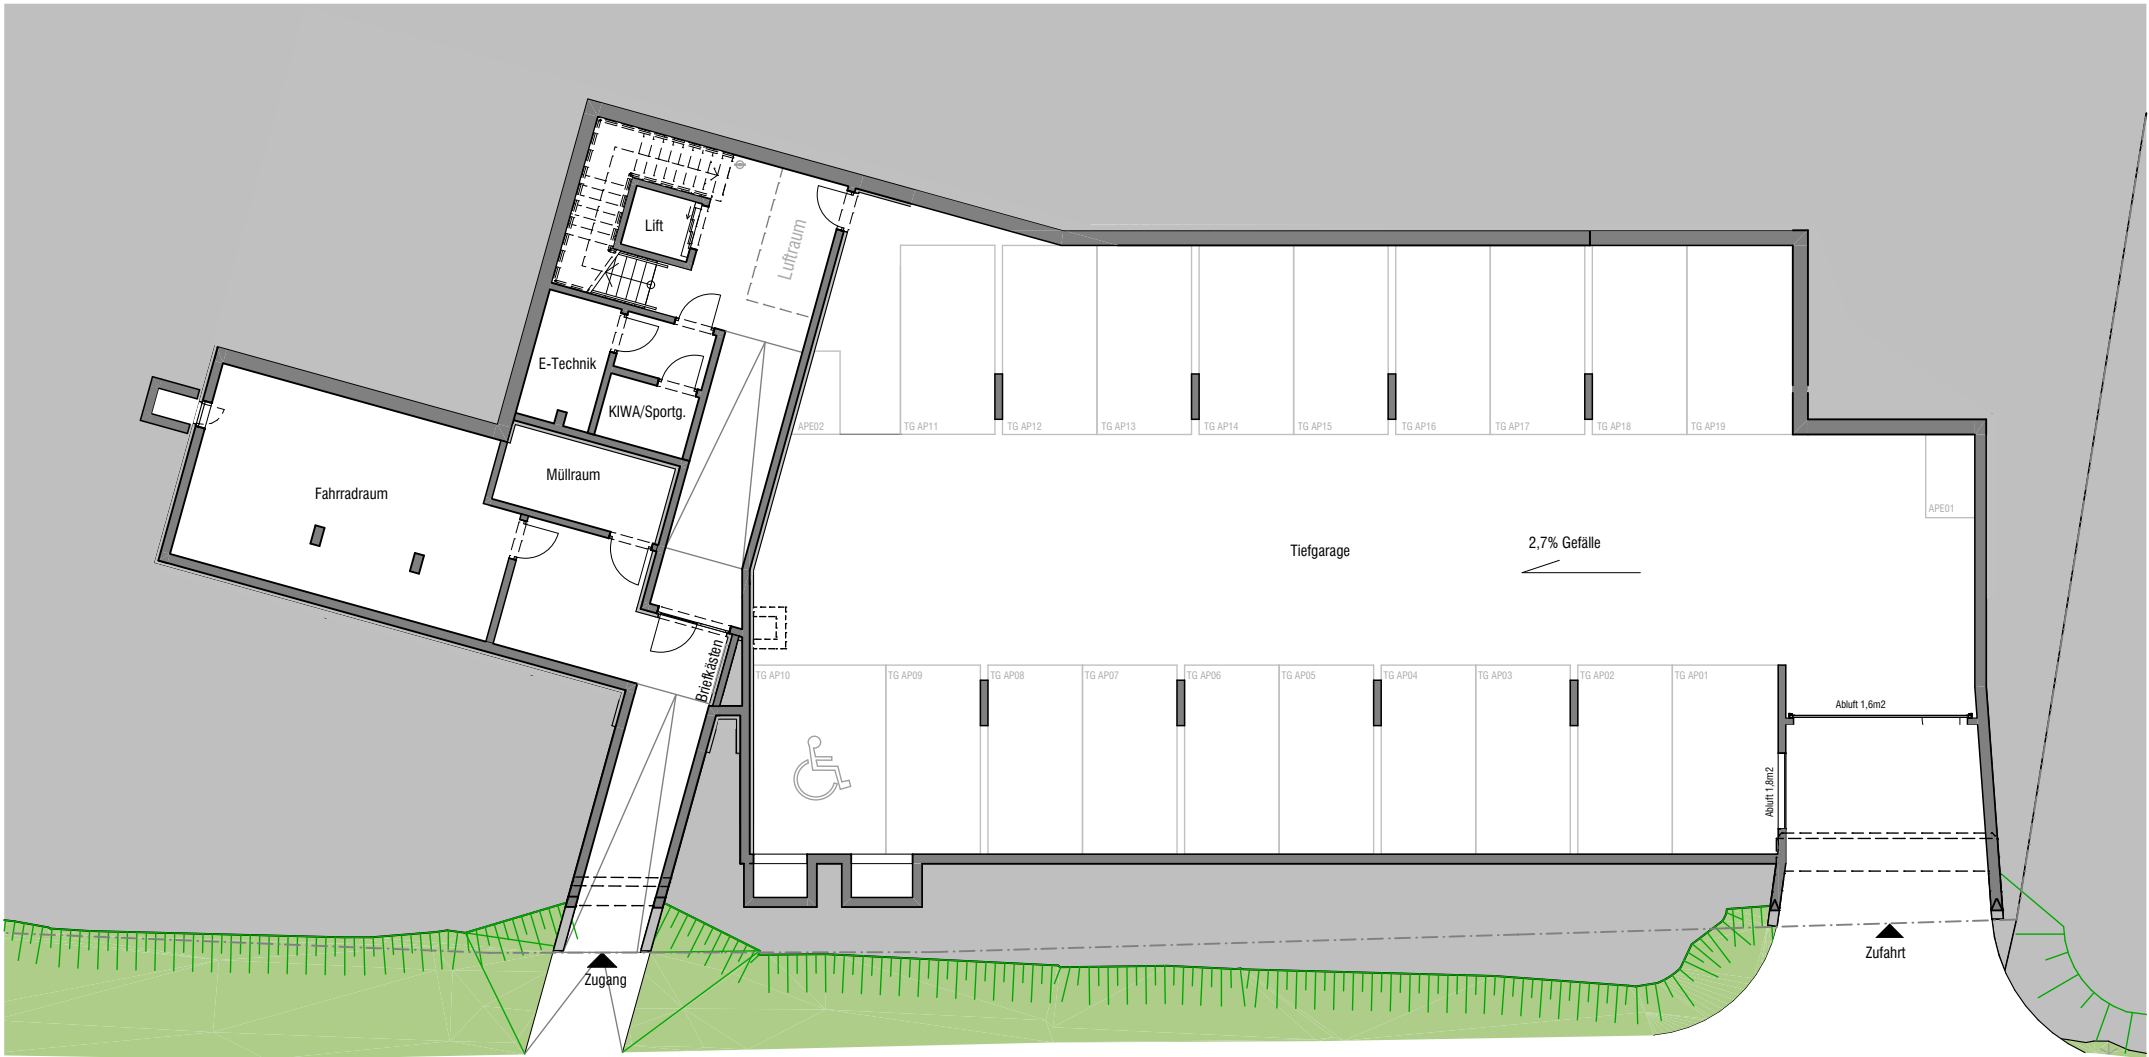 Lift
Luftraum
E-Technik
KIWA/Sportg.
APE02
TG AP11
TG AP12
TG AP13
TG AP14
TG AP15
TG AP16
TG AP17
TG AP18
TG AP19
Müllraum
Fahrradraum
APE01
Tiefgarage
2,7% Gefälle
Briefkästen
TG AP10
TG AP09
TG AP08
TG AP07
TG AP06
TG AP05
TG AP04
TG AP03
TG AP02
TG AP01
Abluft 1,6m2
Abluft 1,8m2
Zugang
Zufahrt